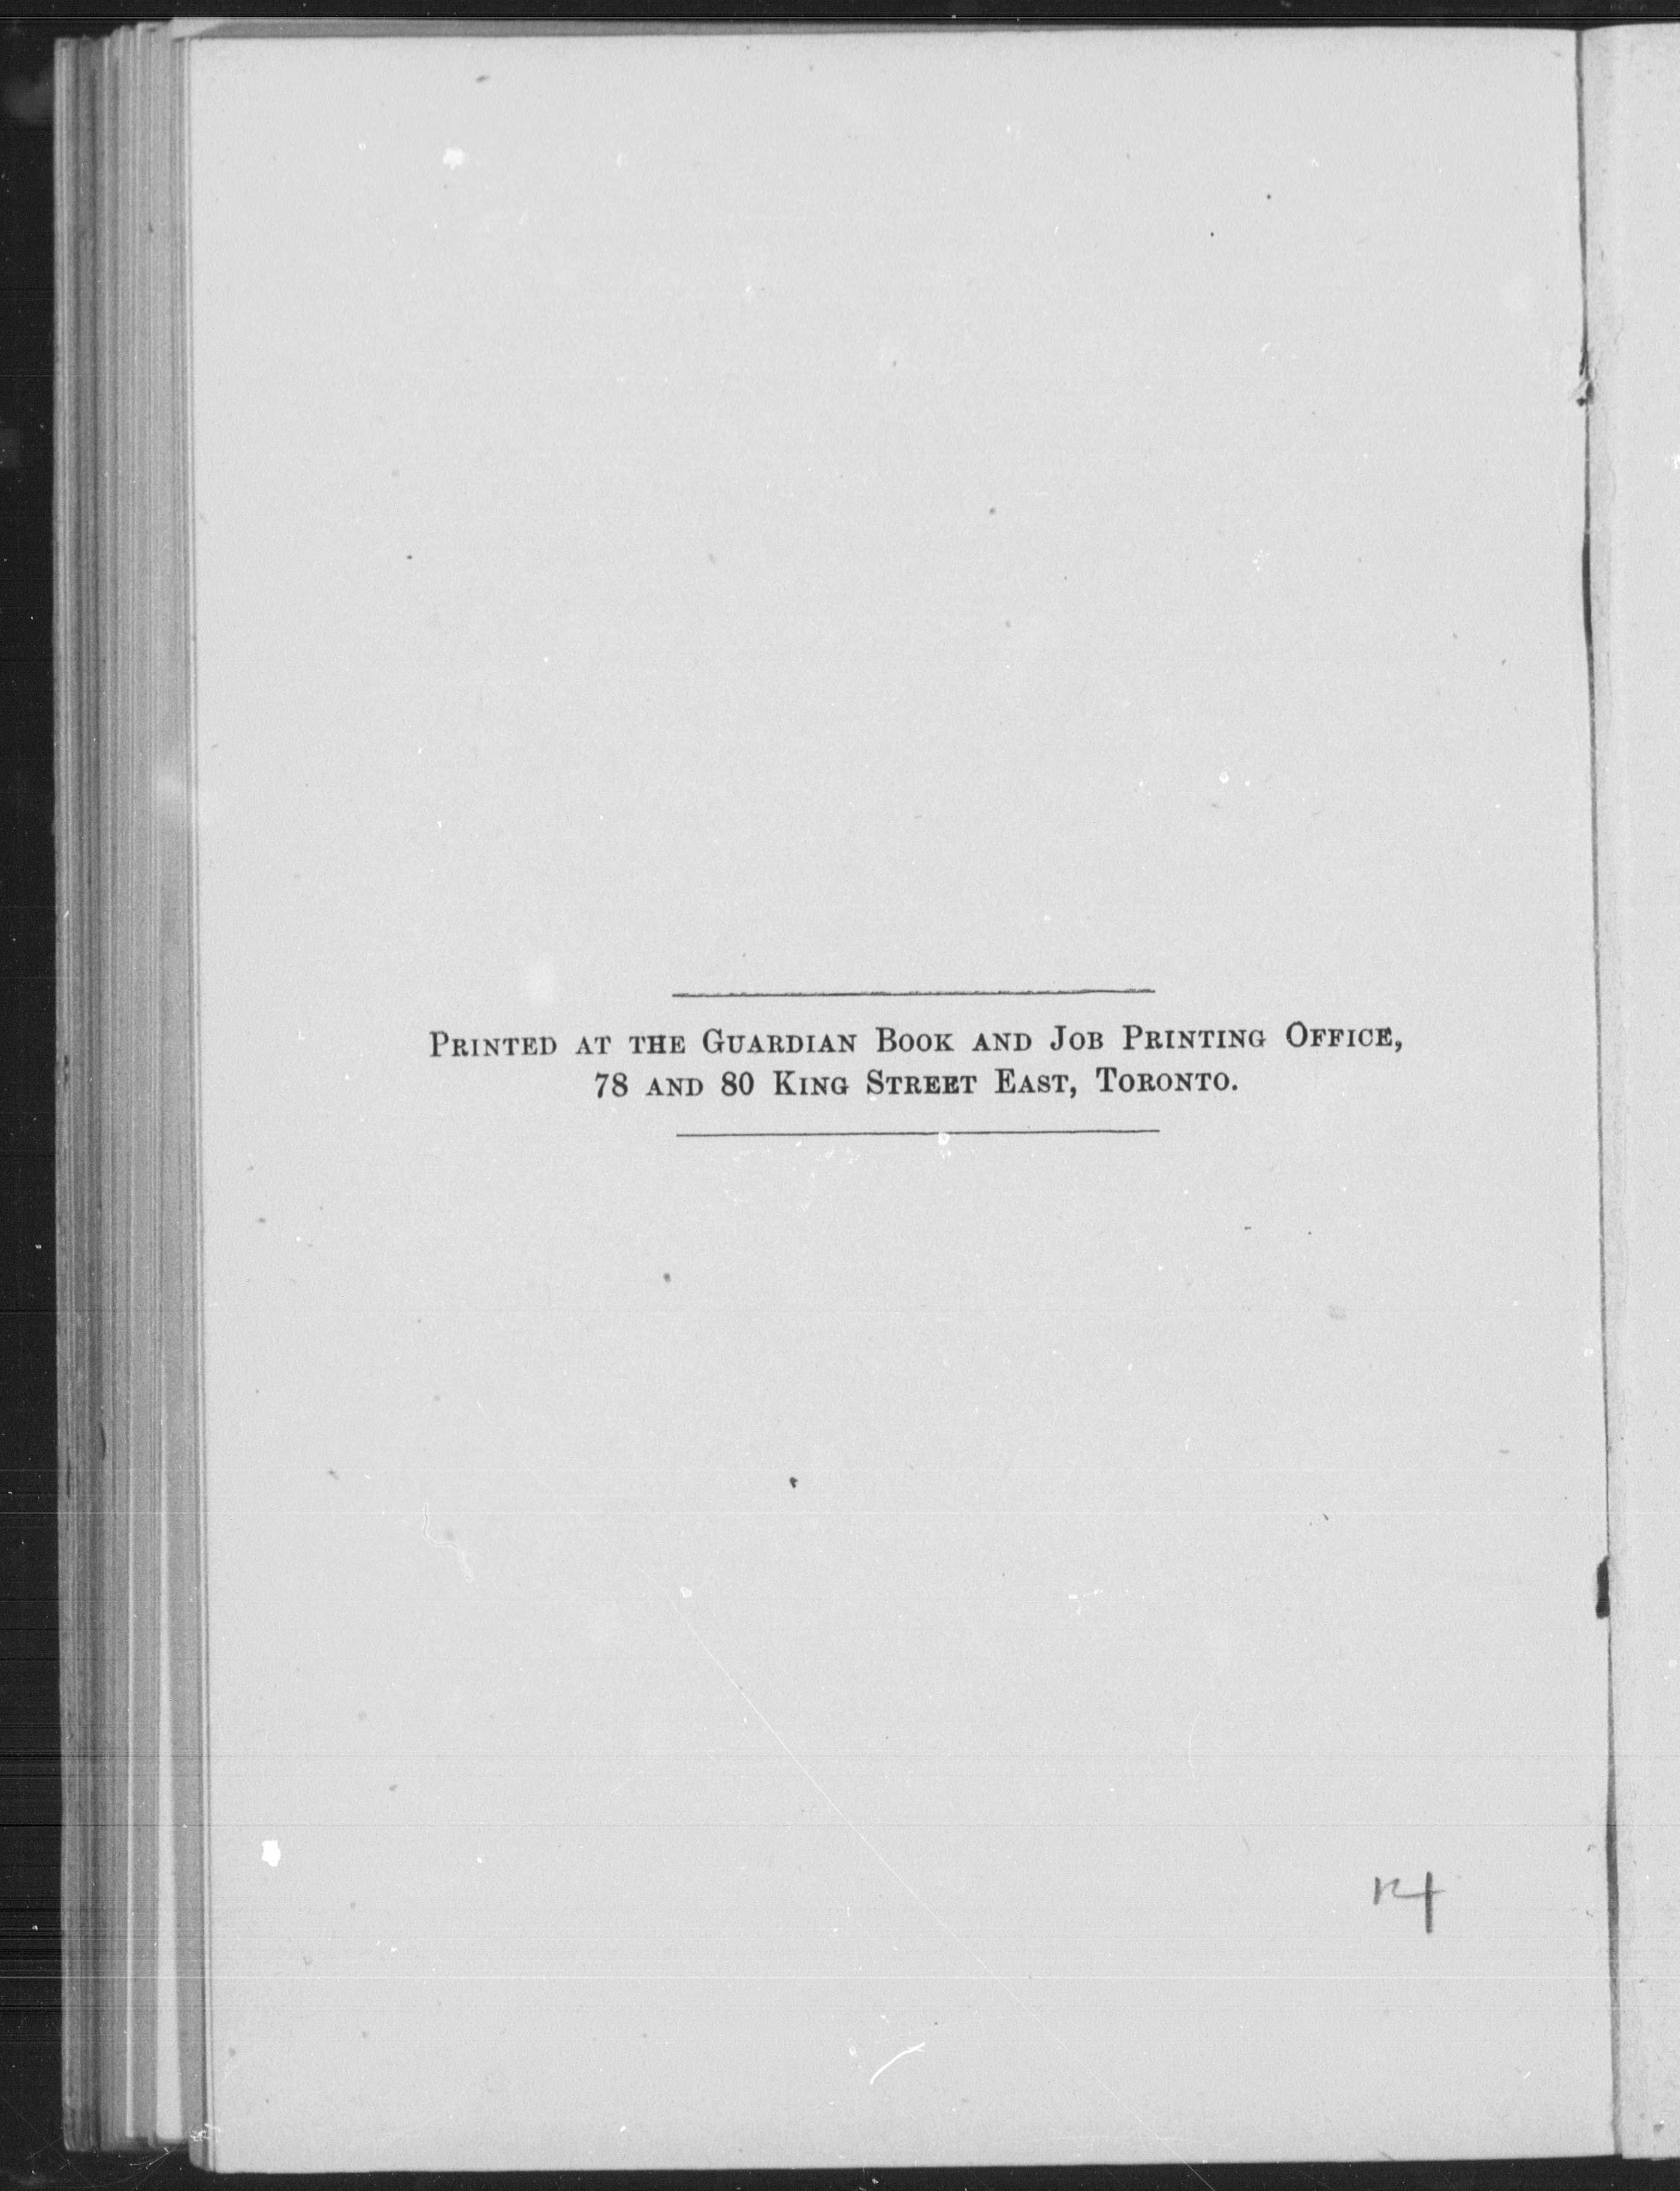 PRINTED AT THE GUARDIAN BOOK AND JOB PRINTING OFFICE,
78 AND 80 KING STREET EAST, TORONTO.